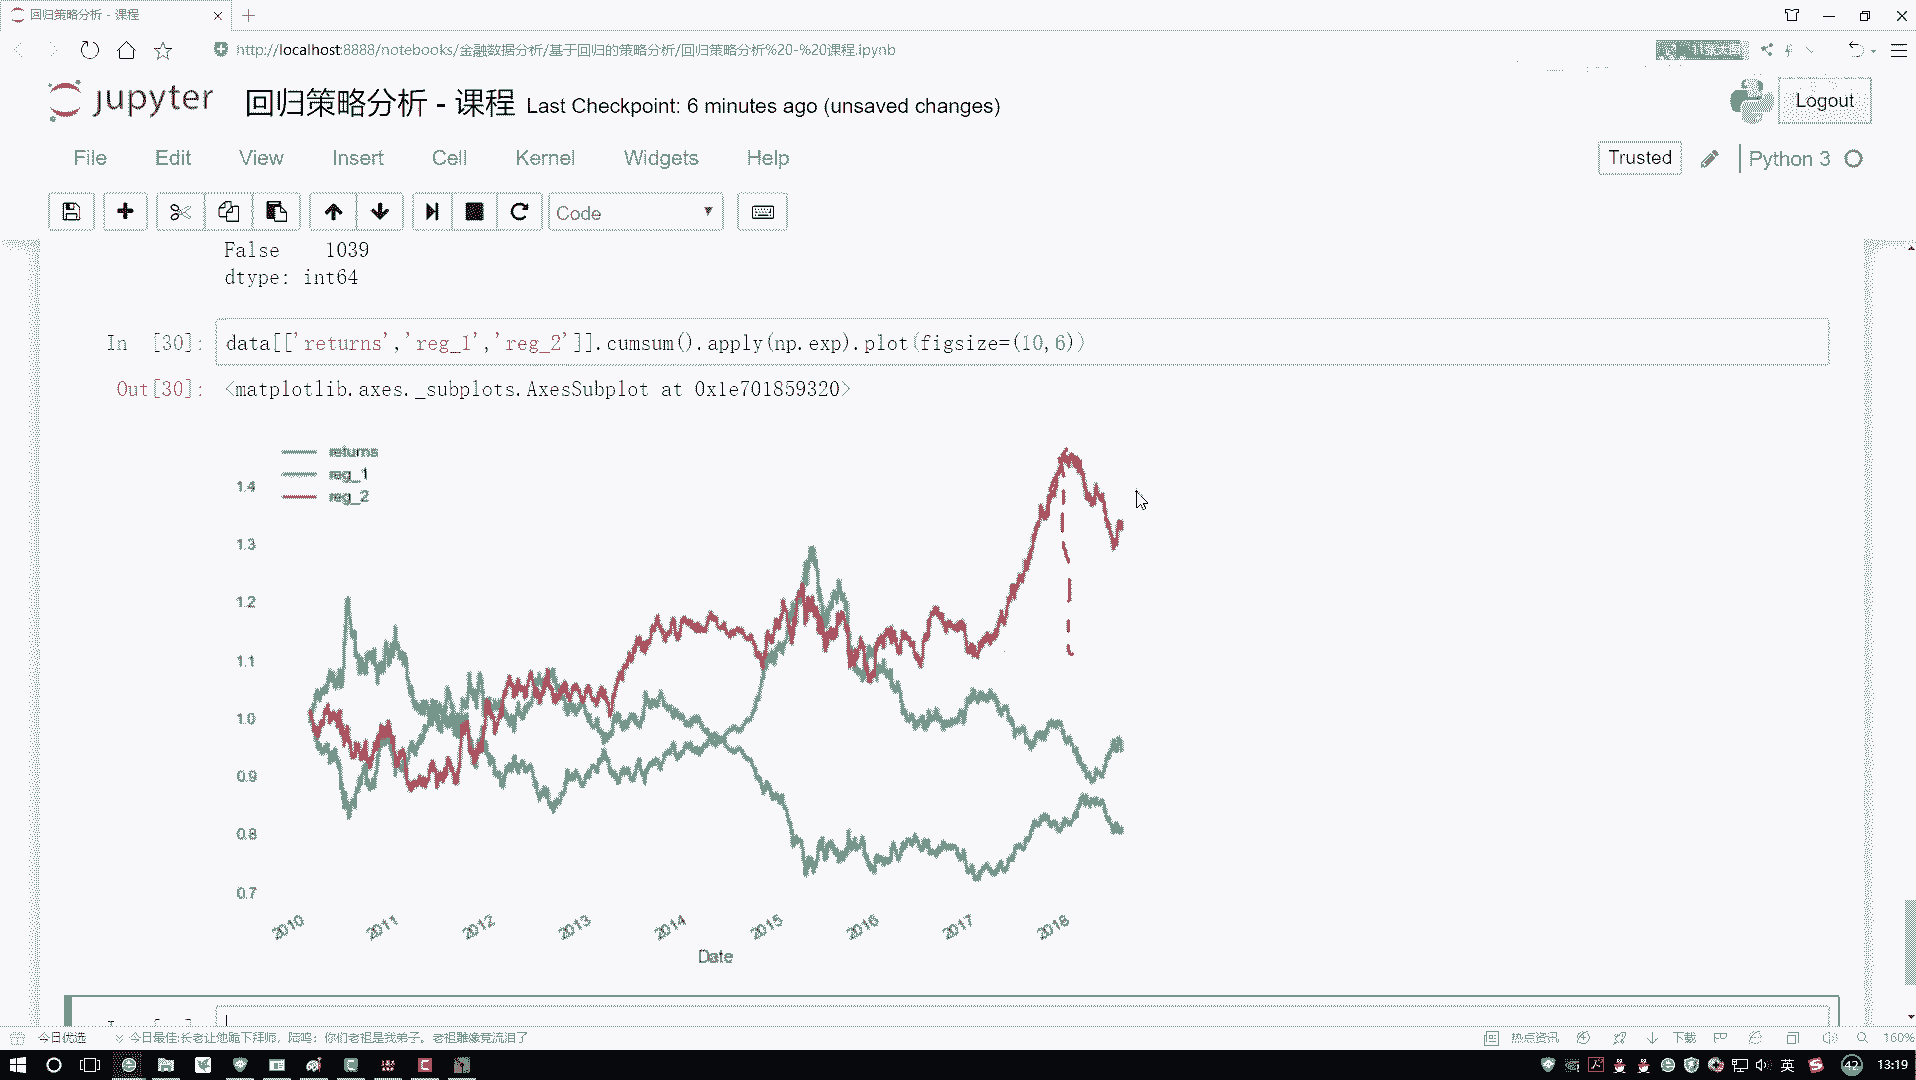 回归策略分析 - 课程
http://localhost:8888/notebooks/金融数据分析/基于回归的策略分析/回归策略分析%20-%20课程.ipynb
jupyter 回归策略分析 - 课程 Last Checkpoint: 6 minutes ago (unsaved changes)
Logout
File Edit View Insert Cell Kernel Widgets Help
Trusted Python 3
Code
False 1039
dtype: int64
In [30]: data[['returns','reg_1','reg_2']].cumsum().apply(np.exp).plot(figsize=(10,6))
Out[30]: <matplotlib.axes._subplots.AxesSubplot at 0x1e701859320>
returns
reg_1
reg_2
1.4
1.3
1.2
1.1
1.0
0.9
0.8
0.7
2010 2011 2012 2013 2014 2015 2016 2017 2018
Date
今日优选 今日最佳:长老让他跪下拜师，陆鸣：你们老祖是我弟子。老祖雕像竟流泪了
热点资讯 下载 160%
英 42 13:19